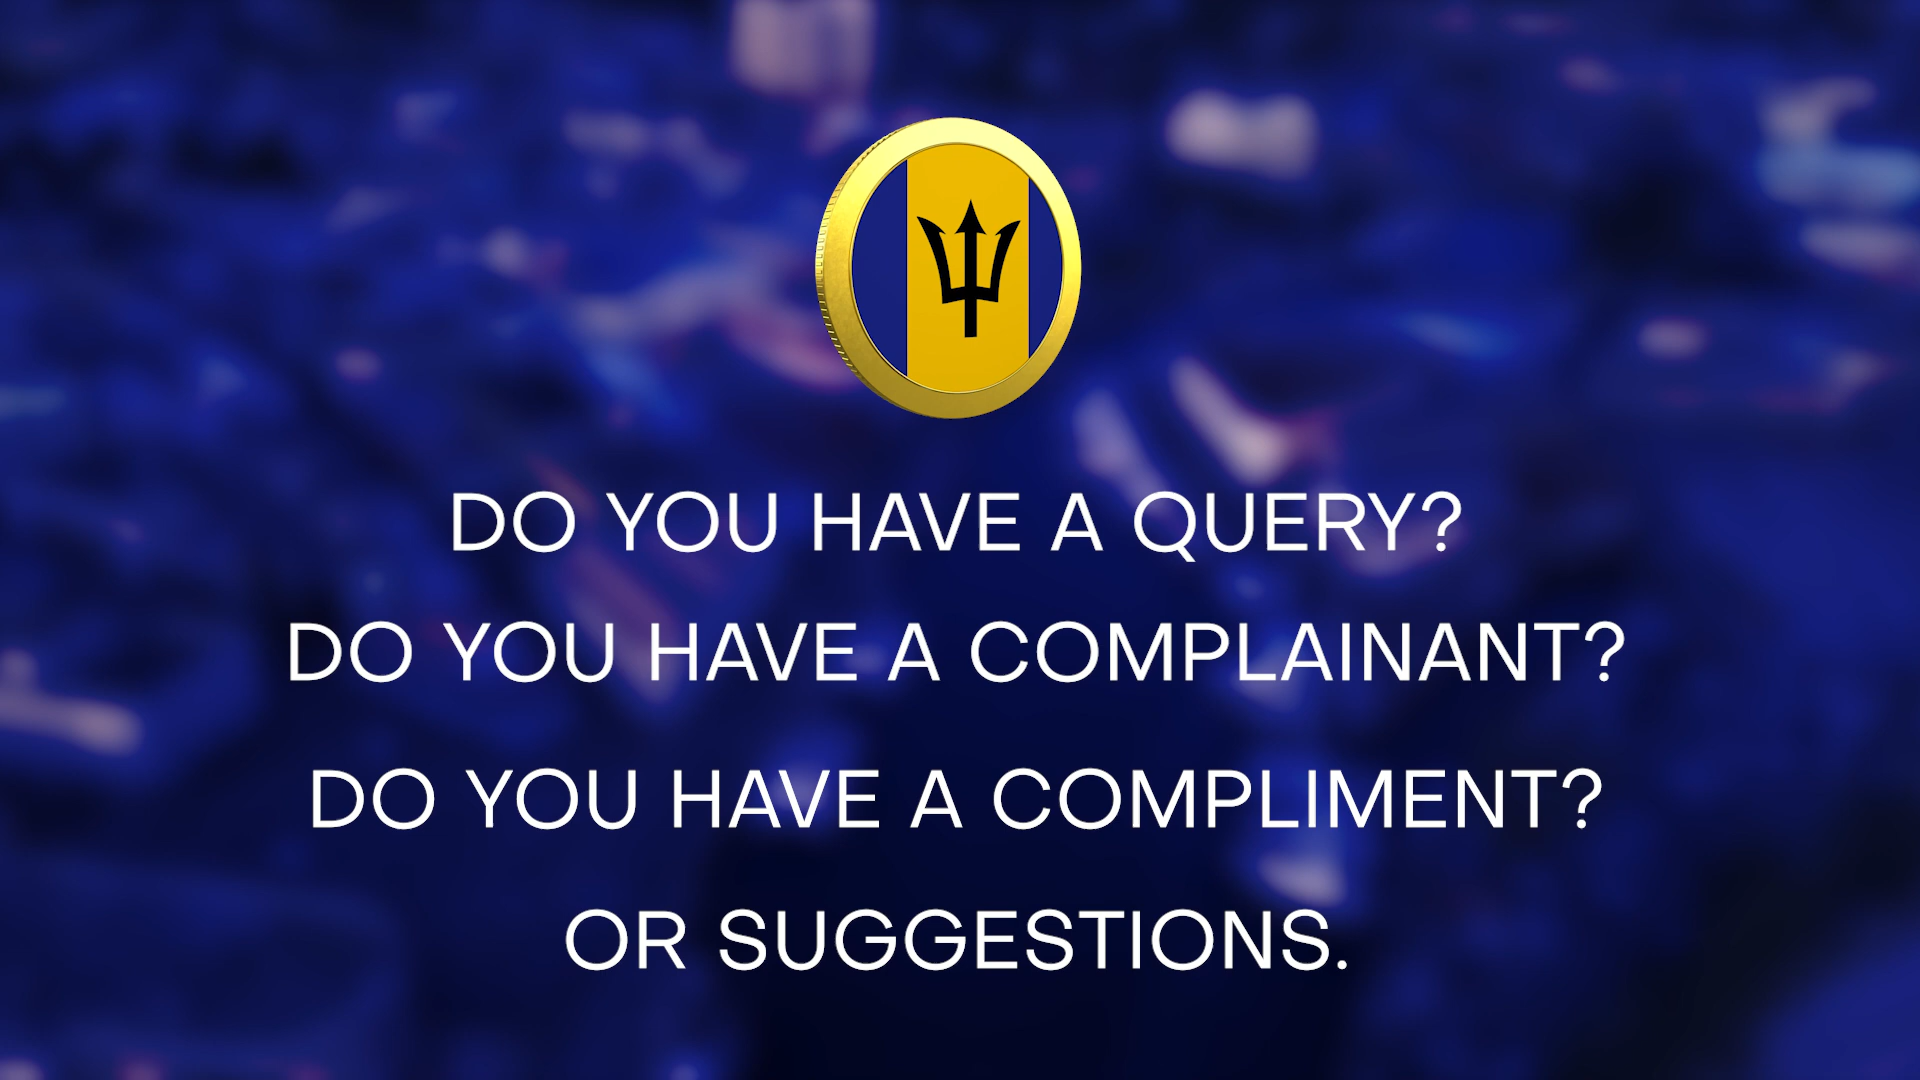 DO YOU HAVE A QUERY?
DO YOU HAVE A COMPLAINANT?
DO YOU HAVE A COMPLIMENT?
OR SUGGESTIONS.